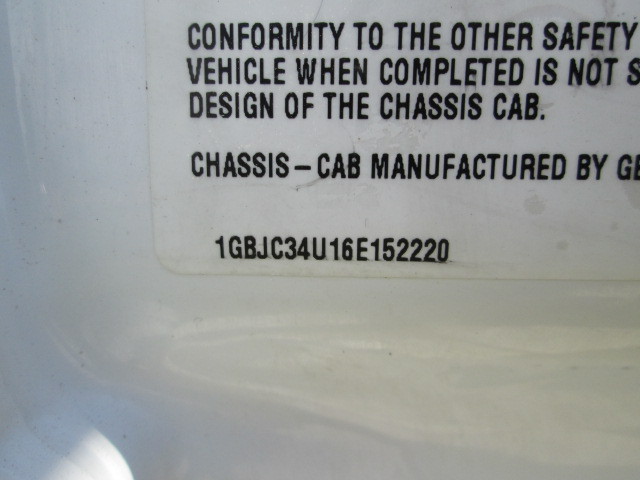 CONFORMITY TO THE OTHER SAFETY
VEHICLE WHEN COMPLETED IS NOT
DESIGN OF THE CHASSIS CAB.
CHASSIS-CAB MANUFACTURED BY
1GBJC34U16E152220